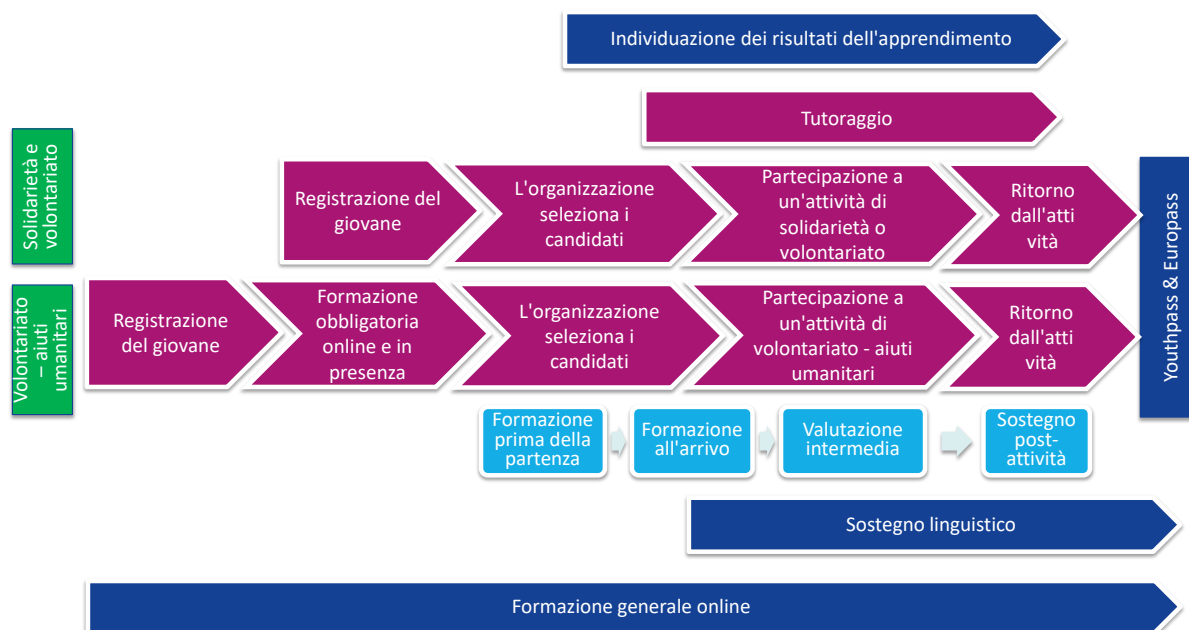 Individuazione dei risultati dell'apprendimento
Tutoraggio
Solidarietà e
volontariato
Registrazione del
giovane
L'organizzazione
seleziona i
candidati
Partecipazione a
un'attività di
solidarietà o
volontariato
Ritorno
dall'atti
vità
Youthpass & Europass
Volontariato
– aiuti
umanitari
Registrazione
del giovane
Formazione
obbligatoria
online e in
presenza
L'organizzazione
seleziona i
candidati
Partecipazione a
un'attività di
volontariato - aiuti
umanitari
Ritorno
dall'atti
vità
Formazione
prima della
partenza
Formazione
all'arrivo
Valutazione
intermedia
Sostegno
post-
attività
Sostegno linguistico
Formazione generale online